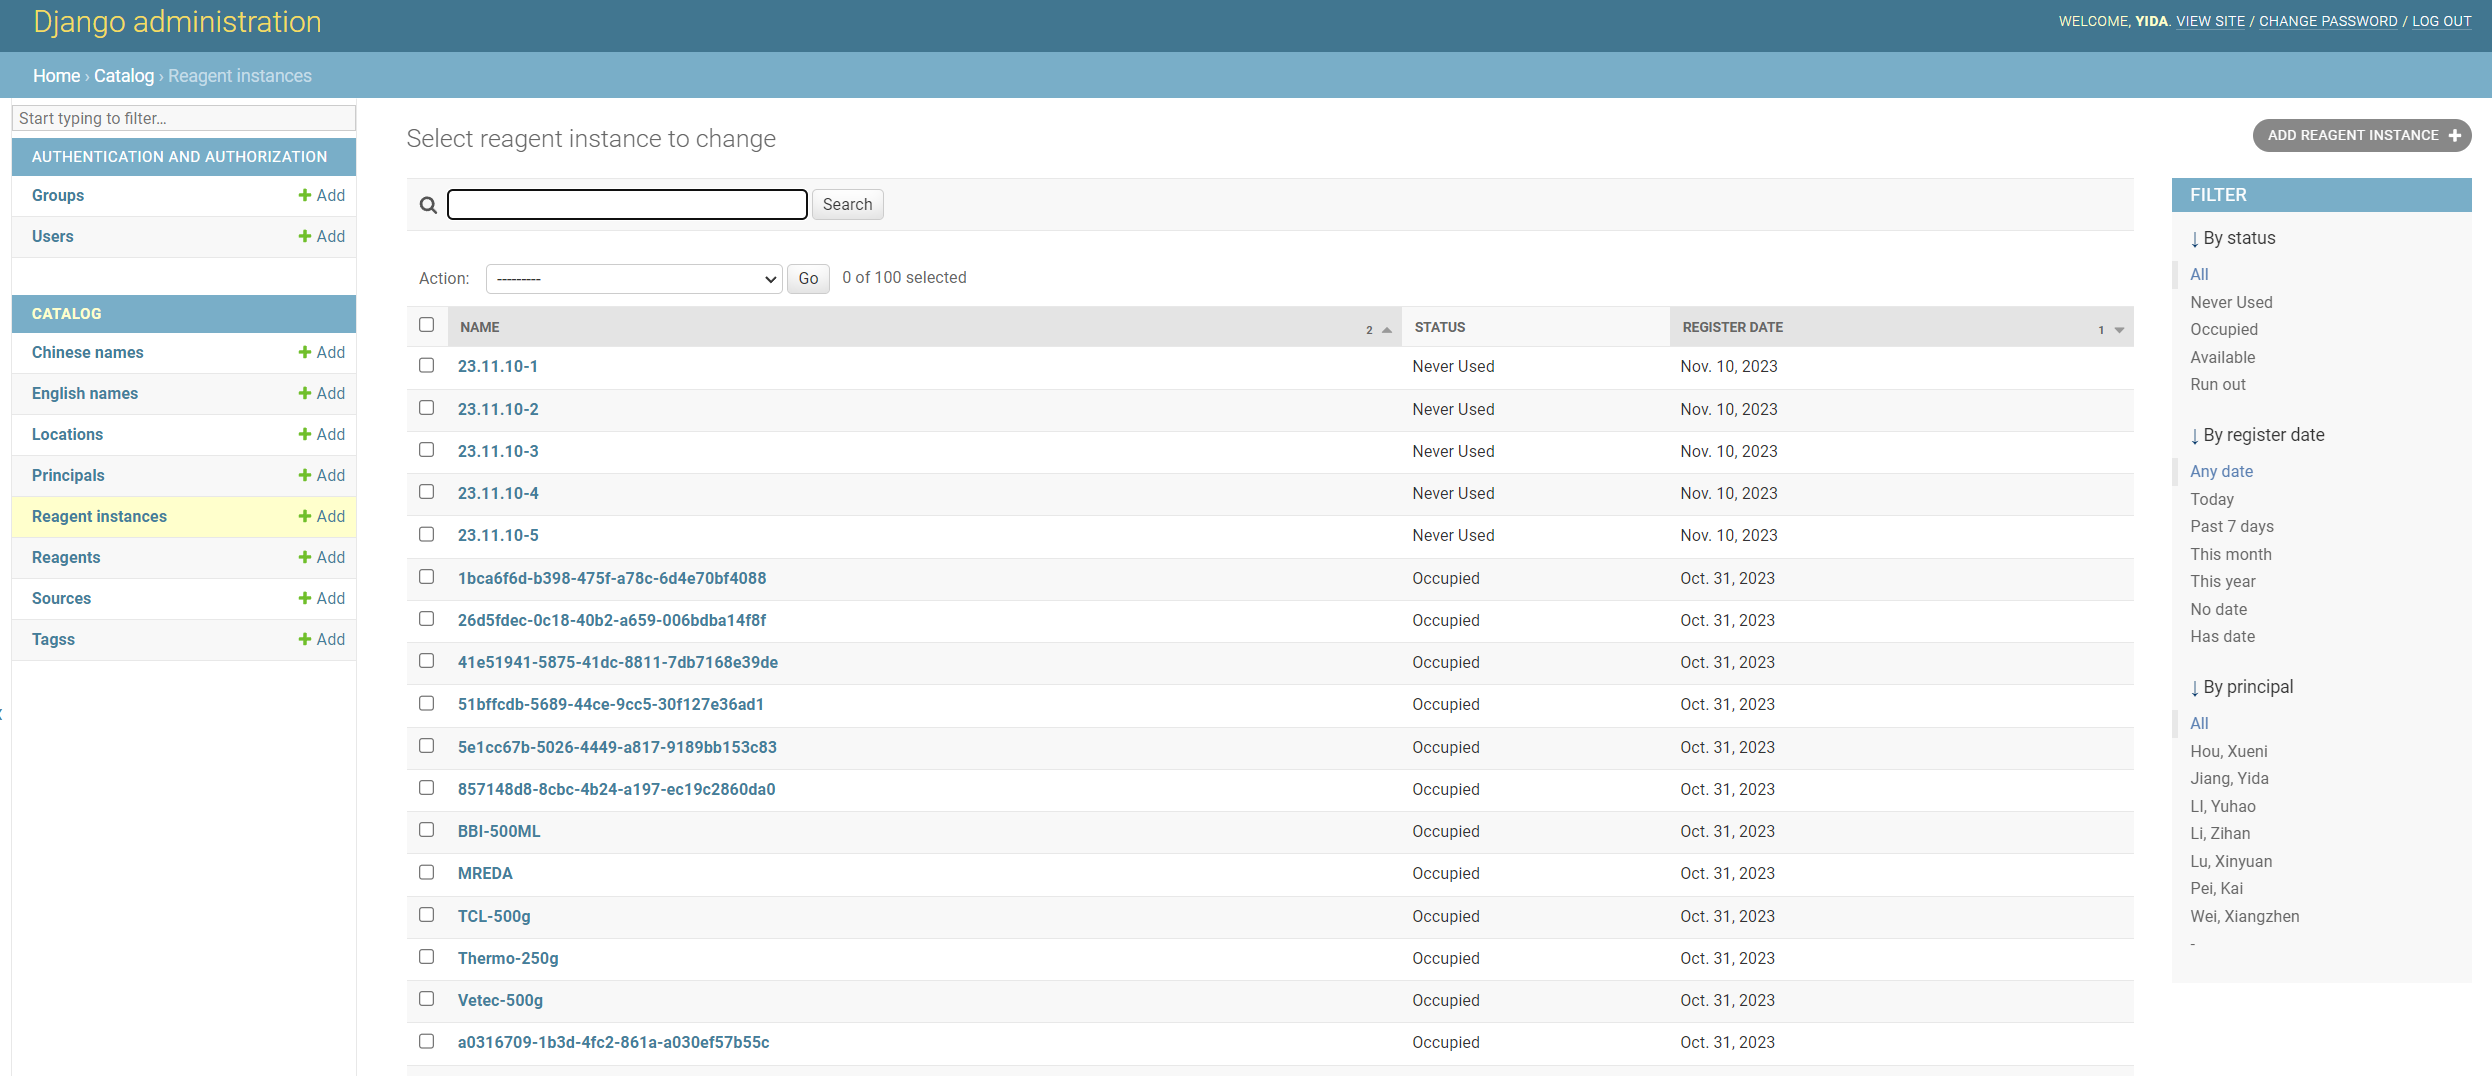 Django administration
WELCOME, YIDA. VIEW SITE / CHANGE PASSWORD / LOG OUT
Home › Catalog › Reagent instances
Start typing to filter...
AUTHENTICATION AND AUTHORIZATION
Groups Add
Users Add
CATALOG
Chinese names Add
English names Add
Locations Add
Principals Add
Reagent instances Add
Reagents Add
Sources Add
Tagss Add
Select reagent instance to change
ADD REAGENT INSTANCE
Search
Action: --------- Go 0 of 100 selected
NAME 2 STATUS REGISTER DATE 1
23.11.10-1 Never Used Nov. 10, 2023
23.11.10-2 Never Used Nov. 10, 2023
23.11.10-3 Never Used Nov. 10, 2023
23.11.10-4 Never Used Nov. 10, 2023
23.11.10-5 Never Used Nov. 10, 2023
1bca6f6d-b398-475f-a78c-6d4e70bf4088 Occupied Oct. 31, 2023
26d5fdec-0c18-40b2-a659-006bdba14f8f Occupied Oct. 31, 2023
41e51941-5875-41dc-8811-7db7168e39de Occupied Oct. 31, 2023
51bffcdb-5689-44ce-9cc5-30f127e36ad1 Occupied Oct. 31, 2023
5e1cc67b-5026-4449-a817-9189bb153c83 Occupied Oct. 31, 2023
857148d8-8cbc-4b24-a197-ec19c2860da0 Occupied Oct. 31, 2023
BBI-500ML Occupied Oct. 31, 2023
MREDA Occupied Oct. 31, 2023
TCL-500g Occupied Oct. 31, 2023
Thermo-250g Occupied Oct. 31, 2023
Vetec-500g Occupied Oct. 31, 2023
a0316709-1b3d-4fc2-861a-a030ef57b55c Occupied Oct. 31, 2023
FILTER
↓ By status
All
Never Used
Occupied
Available
Run out
↓ By register date
Any date
Today
Past 7 days
This month
This year
No date
Has date
↓ By principal
All
Hou, Xueni
Jiang, Yida
LI, Yuhao
Li, Zihan
Lu, Xinyuan
Pei, Kai
Wei, Xiangzhen
-